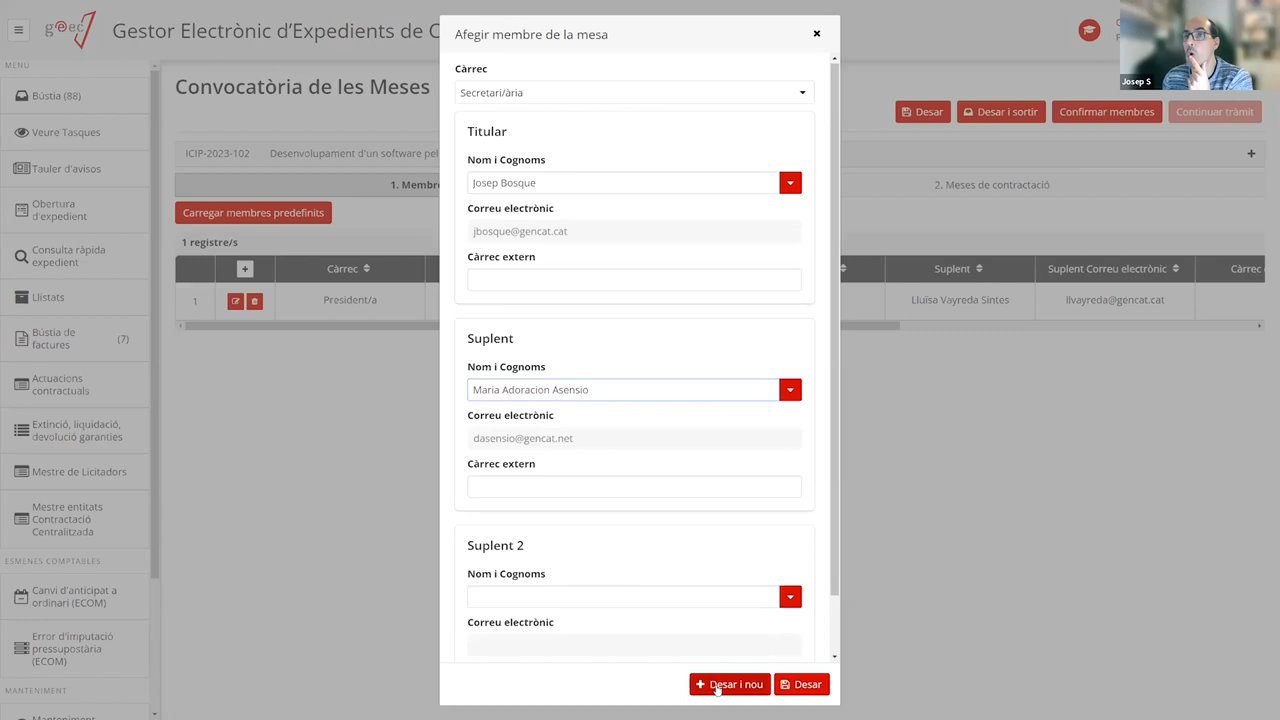 geec
Gestor Electrònic d'Expedients de C
Josep S
MENÚ
Bústia (88)
Veure Tasques
Tauler d'avisos
Obertura
d'expedient
Consulta ràpida
expedient
Llistats
Bústia de
factures
(7)
Actuacions
contractuals
Extinció, liquidació,
devolució garanties
Mestre de Licitadors
Mestre entitats
Contractació
Centralitzada
ESMENES COMPTABLES
Canvi d'anticipat a
ordinari (ECOM)
Error d'imputació
pressupostària
(ECOM)
MANTENIMENT
Manteniment
Convocatòria de les Meses
Desar
Desar i sortir
Confirmar membres
Continuar tràmit
ICIP-2023-102 Desenvolupament d'un software pel
1. Membre
2. Meses de contractació
Carregar membres predefinits
1 registre/s
Càrrec
Suplent
Suplent Correu electrònic
Càrrec
1
President/a
Lluïsa Vayreda Sintes
llvayreda@gencat.cat
Afegir membre de la mesa
Càrrec
Secretari/ària
Titular
Nom i Cognoms
Josep Bosque
Correu electrònic
jbosque@gencat.cat
Càrrec extern
Suplent
Nom i Cognoms
Maria Adoracion Asensio
Correu electrònic
dasensio@gencat.net
Càrrec extern
Suplent 2
Nom i Cognoms
Correu electrònic
Desar i nou
Desar